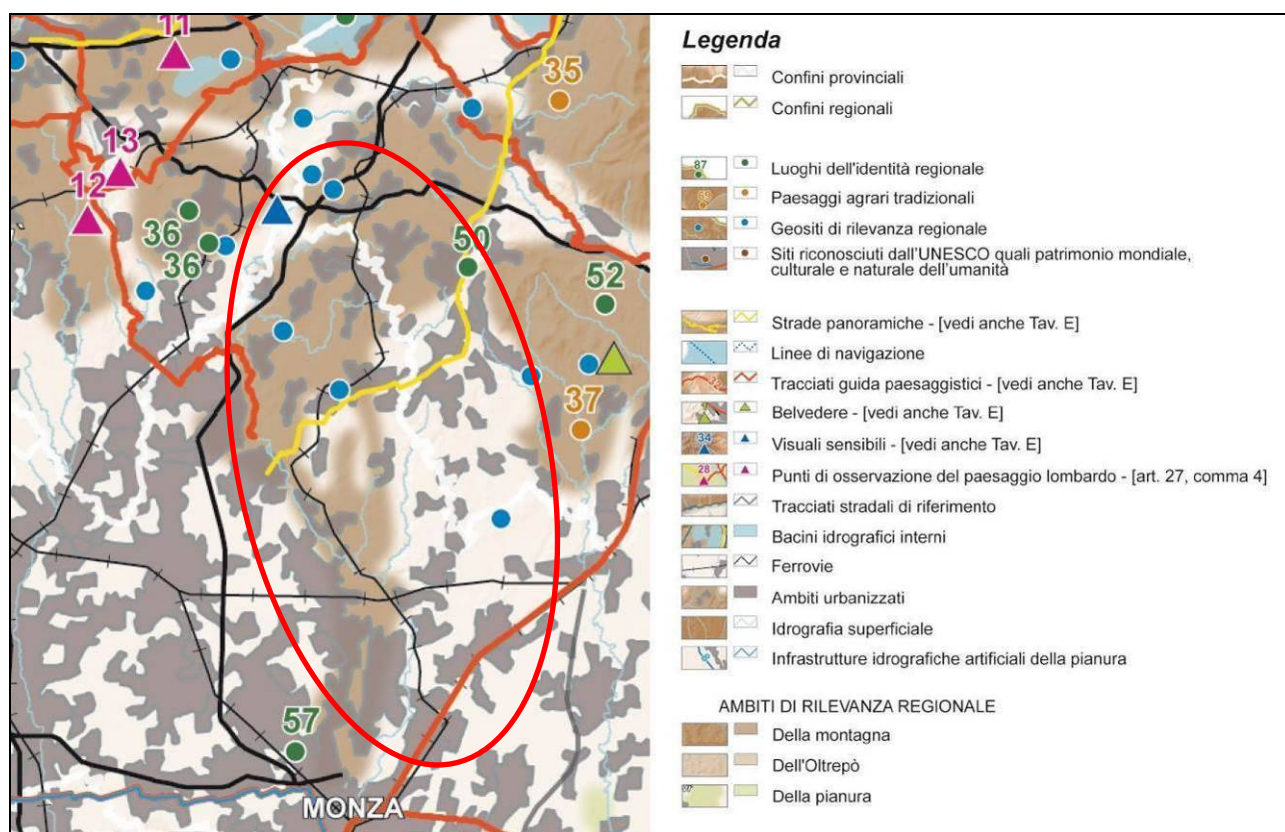 11
35
13
12
36
36
50
52
37
57
MONZA
Legenda
Confini provinciali
Confini regionali
87
Luoghi dell'identità regionale
Paesaggi agrari tradizionali
Geositi di rilevanza regionale
Siti riconosciuti dall'UNESCO quali patrimonio mondiale,
culturale e naturale dell'umanità
Strade panoramiche - [vedi anche Tav. E]
Linee di navigazione
Tracciati guida paesaggistici - [vedi anche Tav. E]
Belvedere - [vedi anche Tav. E]
34
Visuali sensibili - [vedi anche Tav. E]
28
Punti di osservazione del paesaggio lombardo - [art. 27, comma 4]
Tracciati stradali di riferimento
Bacini idrografici interni
Ferrovie
Ambiti urbanizzati
Idrografia superficiale
Infrastrutture idrografiche artificiali della pianura
AMBITI DI RILEVANZA REGIONALE
Della montagna
Dell'Oltrepò
Della pianura